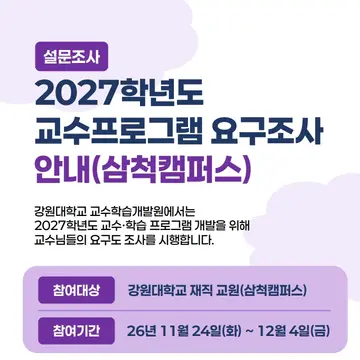 설문조사
2027학년도
교수프로그램 요구조사
안내(삼척캠퍼스)
강원대학교 교수학습개발원에서는
2027학년도 교수·학습 프로그램 개발을 위해
교수님들의 요구도 조사를 시행합니다.
참여대상 강원대학교 재직 교원(삼척캠퍼스)
참여기간 26년 11월 24일(화) ~ 12월 4일(금)